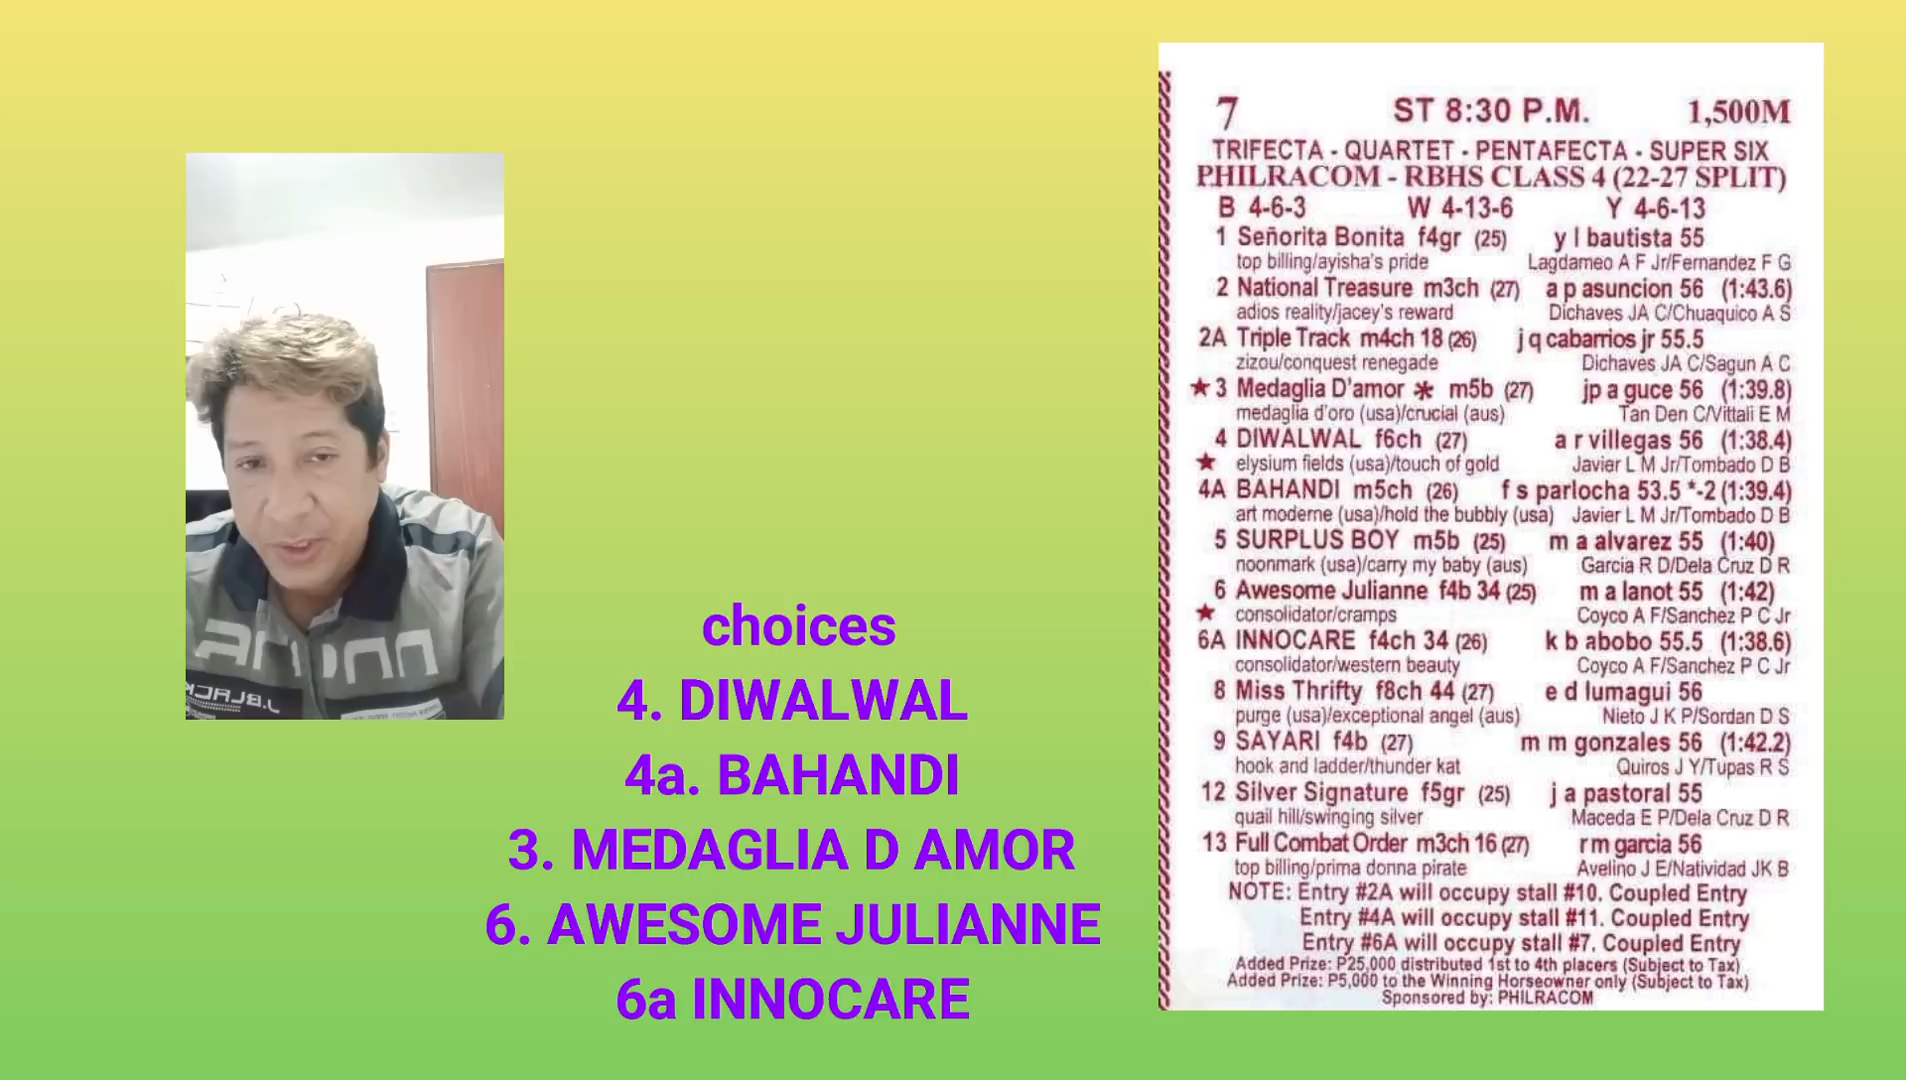 choices
4. DIWALWAL
4a. BAHANDI
3. MEDAGLIA D AMOR
6. AWESOME JULIANNE
6a INNOCARE
7 ST 8:30 P.M. 1,500M
TRIFECTA - QUARTET - PENTAFECTA - SUPER SIX
PHILRACOM - RBHS CLASS 4 (22-27 SPLIT)
B 4-6-3 W 4-13-6 Y 4-6-13
1 Señorita Bonita f4gr (25) y l bautista 55
top billing/ayisha's pride Lagdameo A F Jr/Fernandez F G
2 National Treasure m3ch (27) a p asuncion 56 (1:43.6)
adios reality/jacey's reward Dichaves JA C/Chuaquico A S
2A Triple Track m4ch 18 (26) j q cabarrios jr 55.5
zizou/conquest renegade Dichaves JA C/Sagun A C
★ 3 Medaglia D'amor * m5b (27) jp a guce 56 (1:39.8)
medaglia d'oro (usa)/crucial (aus) Tan Den C/Vittali E M
4 DIWALWAL f6ch (27) a r villegas 56 (1:38.4)
★ elysium fields (usa)/touch of gold Javier L M Jr/Tombado D B
4A BAHANDI m5ch (26) f s parlocha 53.5 *-2 (1:39.4)
art moderne (usa)/hold the bubbly (usa) Javier L M Jr/Tombado D B
5 SURPLUS BOY m5b (25) m a alvarez 55 (1:40)
noonmark (usa)/carry my baby (aus) Garcia R D/Dela Cruz D R
6 Awesome Julianne f4b 34 (25) m a lanot 55 (1:42)
★ consolidator/cramps Coyco A F/Sanchez P C Jr
6A INNOCARE f4ch 34 (26) k b abobo 55.5 (1:38.6)
consolidator/western beauty Coyco A F/Sanchez P C Jr
8 Miss Thrifty f8ch 44 (27) e d lumagui 56
purge (usa)/exceptional angel (aus) Nieto J K P/Sordan D S
9 SAYARI f4b (27) m m gonzales 56 (1:42.2)
hook and ladder/thunder kat Quiros J Y/Tupas R S
12 Silver Signature f5gr (25) j a pastoral 55
quail hill/swinging silver Maceda E P/Dela Cruz D R
13 Full Combat Order m3ch 16 (27) r m garcia 56
top billing/prima donna pirate Avelino J E/Natividad JK B
NOTE: Entry #2A will occupy stall #10. Coupled Entry
Entry #4A will occupy stall #11. Coupled Entry
Entry #6A will occupy stall #7. Coupled Entry
Added Prize: P25,000 distributed 1st to 4th placers (Subject to Tax)
Added Prize: P5,000 to the Winning Horseowner only (Subject to Tax)
Sponsored by: PHILRACOM